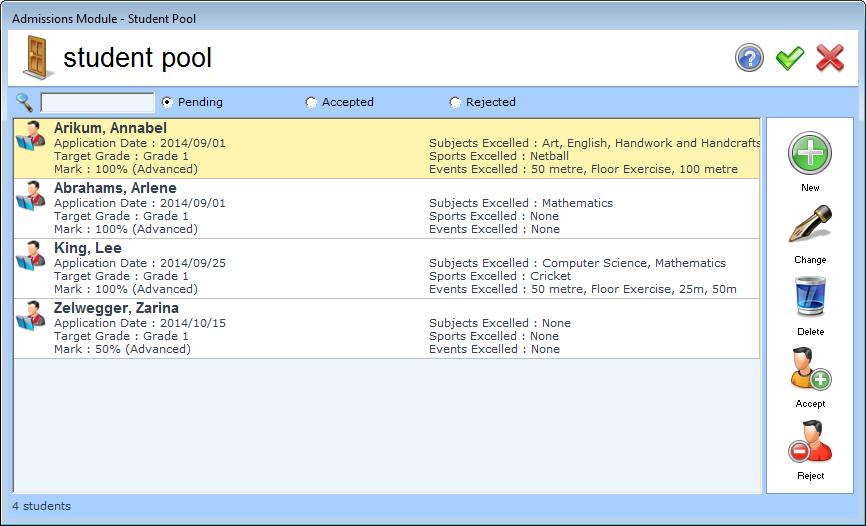 Admissions Module - Student Pool
student pool
Pending Accepted Rejected
Arikum, Annabel
Application Date : 2014/09/01 Subjects Excelled : Art, English, Handwork and Handcrafts
Target Grade : Grade 1 Sports Excelled : Netball
Mark : 100% (Advanced) Events Excelled : 50 metre, Floor Exercise, 100 metre
Abrahams, Arlene
Application Date : 2014/09/01 Subjects Excelled : Mathematics
Target Grade : Grade 1 Sports Excelled : None
Mark : 100% (Advanced) Events Excelled : None
King, Lee
Application Date : 2014/09/25 Subjects Excelled : Computer Science, Mathematics
Target Grade : Grade 1 Sports Excelled : Cricket
Mark : 100% (Advanced) Events Excelled : 50 metre, Floor Exercise, 25m, 50m
Zelwegger, Zarina
Application Date : 2014/10/15 Subjects Excelled : None
Target Grade : Grade 1 Sports Excelled : None
Mark : 50% (Advanced) Events Excelled : None
New
Change
Delete
Accept
Reject
4 students